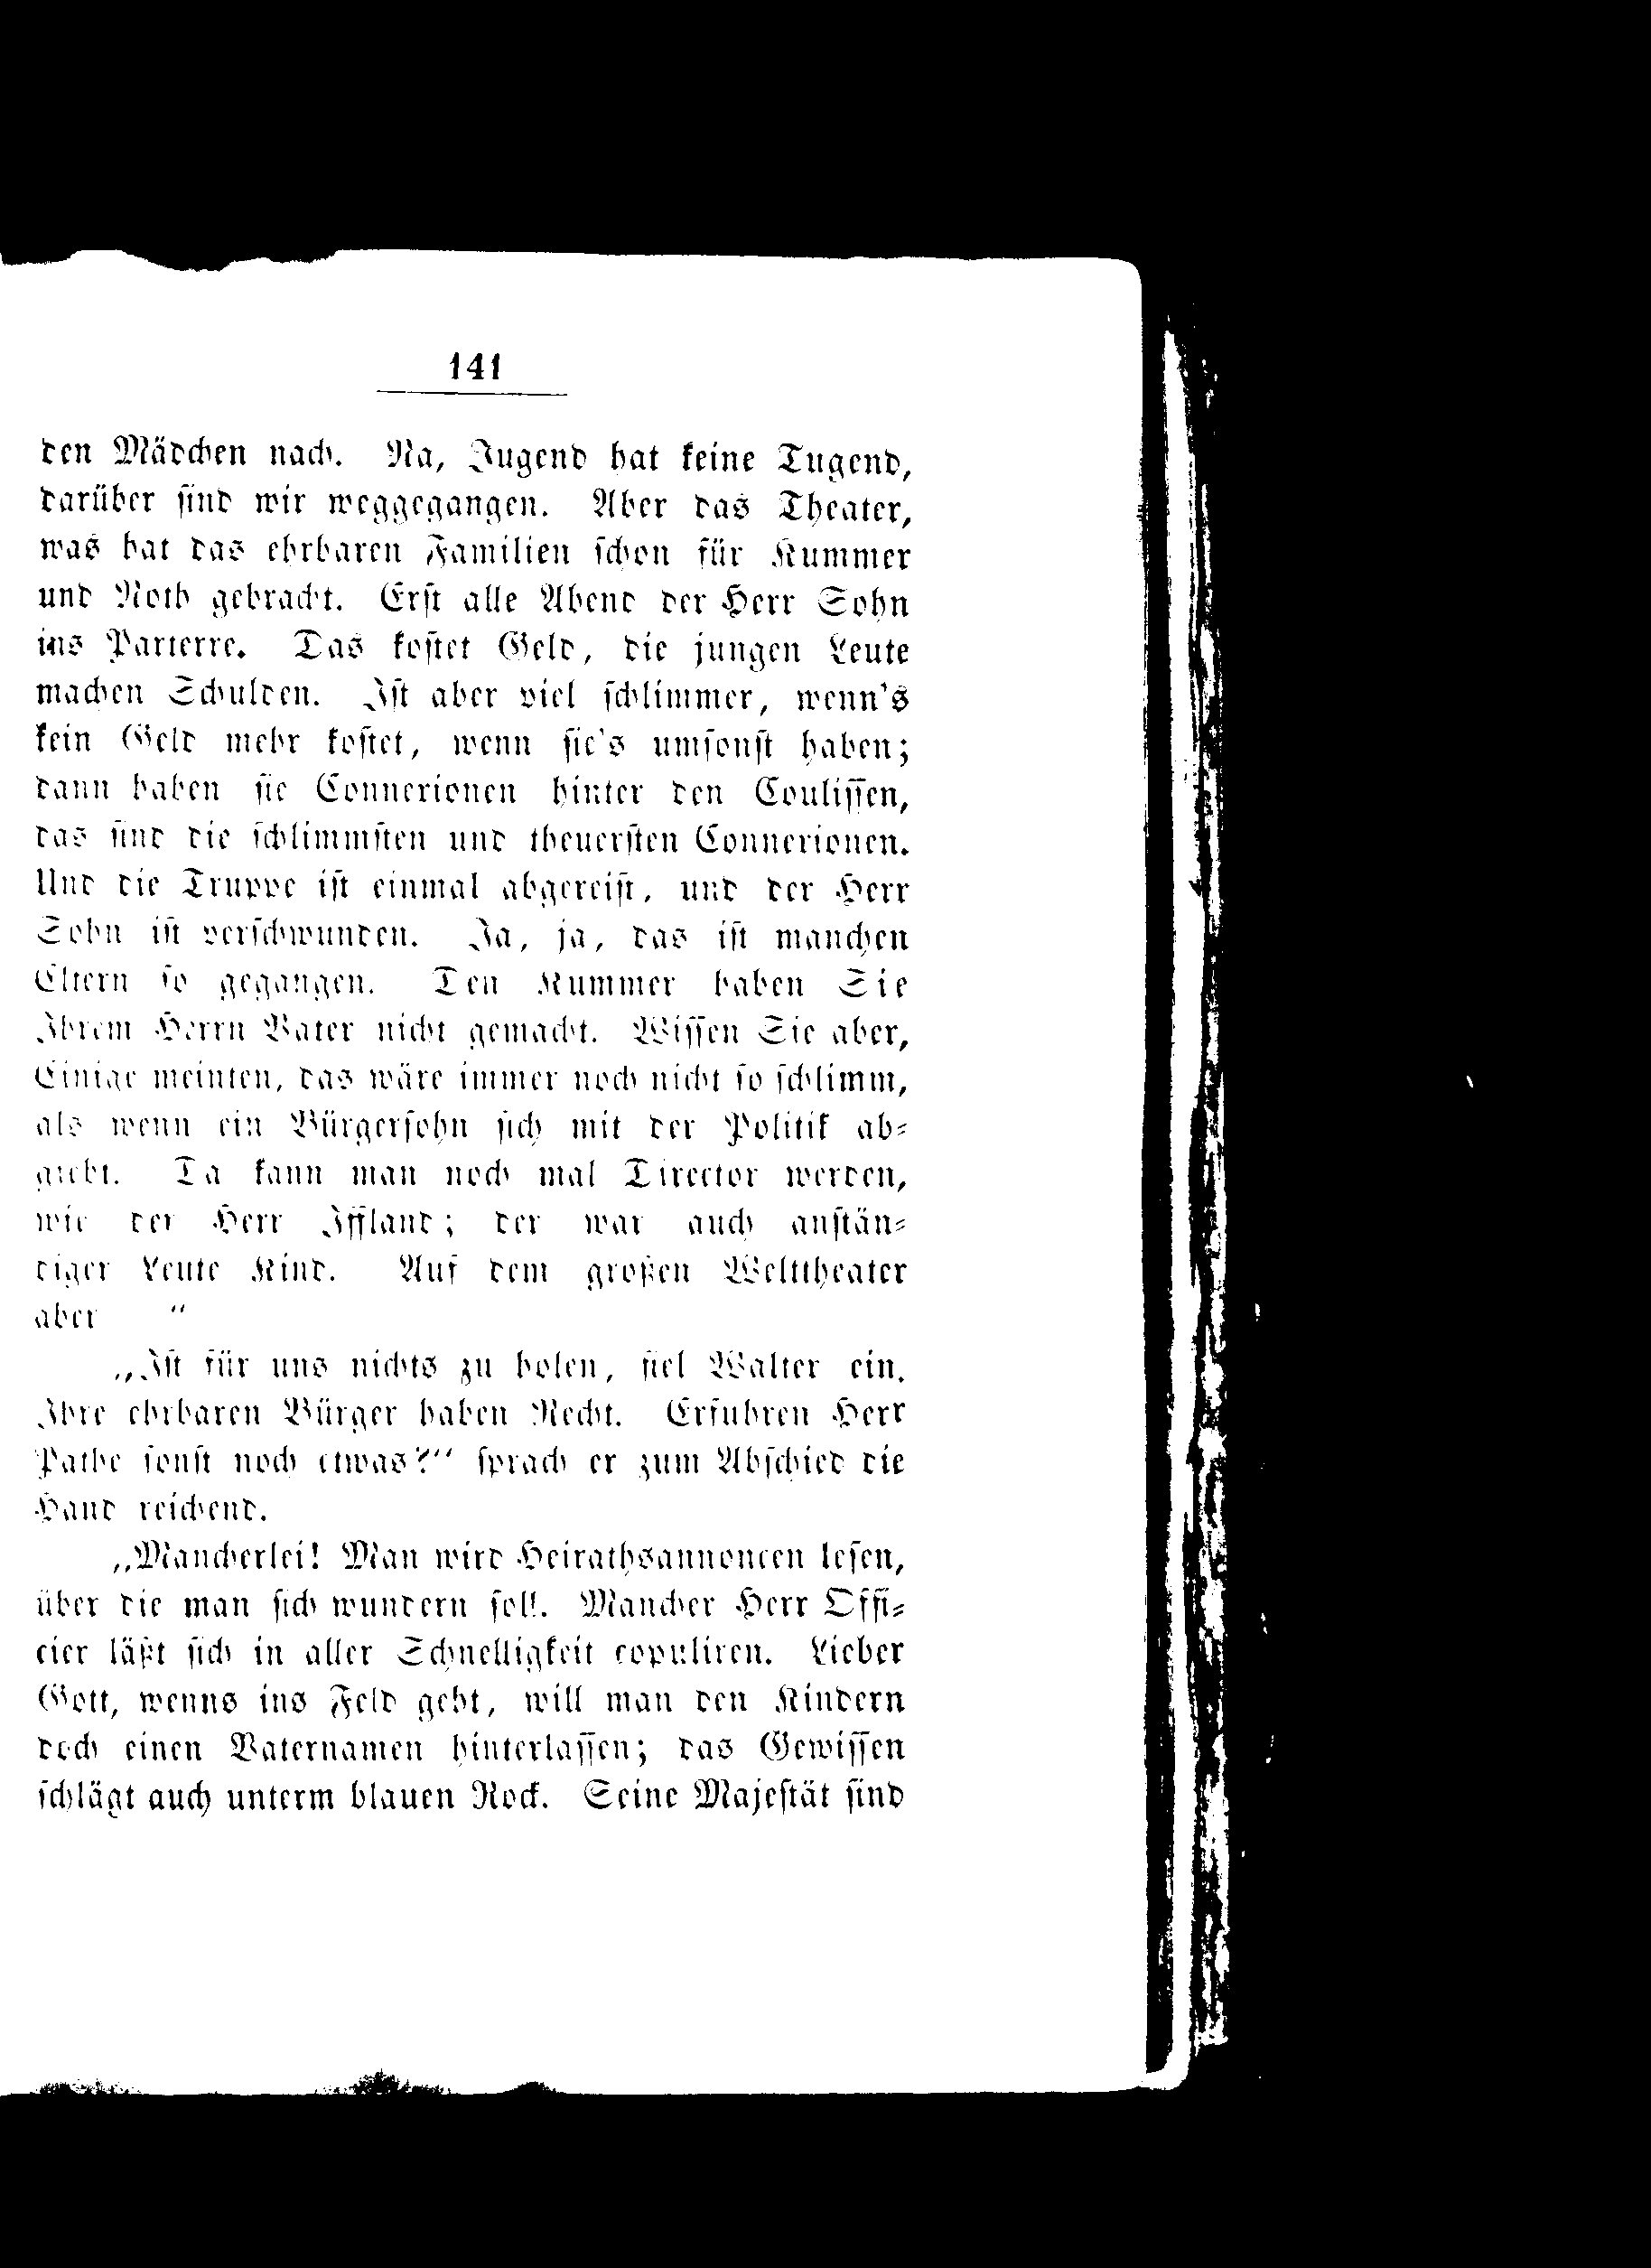 141
den Mädchen nach. Na, Jugend hat keine Tugend,
darüber sind wir weggegangen. Aber das Theater,
was hat das ehrbaren Familien schon für Kummer
und Noth gebracht. Erst alle Abend der Herr Sohn
ins Parterre. Das kostet Geld, die jungen Leute
machen Schulden. Ist aber viel schlimmer, wenn's
kein Geld mehr kostet, wenn sie's umsonst haben;
dann haben sie Connexionen hinter den Coulissen,
das sind die schlimmsten und theuersten Connexionen.
Und die Truppe ist einmal abgereist, und der Herr
Sohn ist verschwunden. Ja, ja, das ist manchen
Eltern so gegangen. Den Kummer haben Sie
Ihrem Herrn Vater nicht gemacht. Wissen Sie aber,
Einige meinten, das wäre immer noch nicht so schlimm,
als wenn ein Bürgersohn sich mit der Politik ab-
giebt. Da kann man noch mal Director werden,
wie der Herr Iffland; der war auch anstän-
diger Leute Kind. Auf dem großen Welttheater
aber “
„Ist für uns nichts zu holen, fiel Walter ein.
Ihre ehrbaren Bürger haben Recht. Erfuhren Herr
Pathe sonst noch etwas?“ sprach er zum Abschied die
Hand reichend.
„Mancherlei! Man wird Heirathsannoncen lesen,
über die man sich wundern soll. Mancher Herr Offi-
cier läßt sich in aller Schnelligkeit copuliren. Lieber
Gott, wenns ins Feld geht, will man den Kindern
doch einen Vaternamen hinterlassen; das Gewissen
schlägt auch unterm blauen Rock. Seine Majestät sind